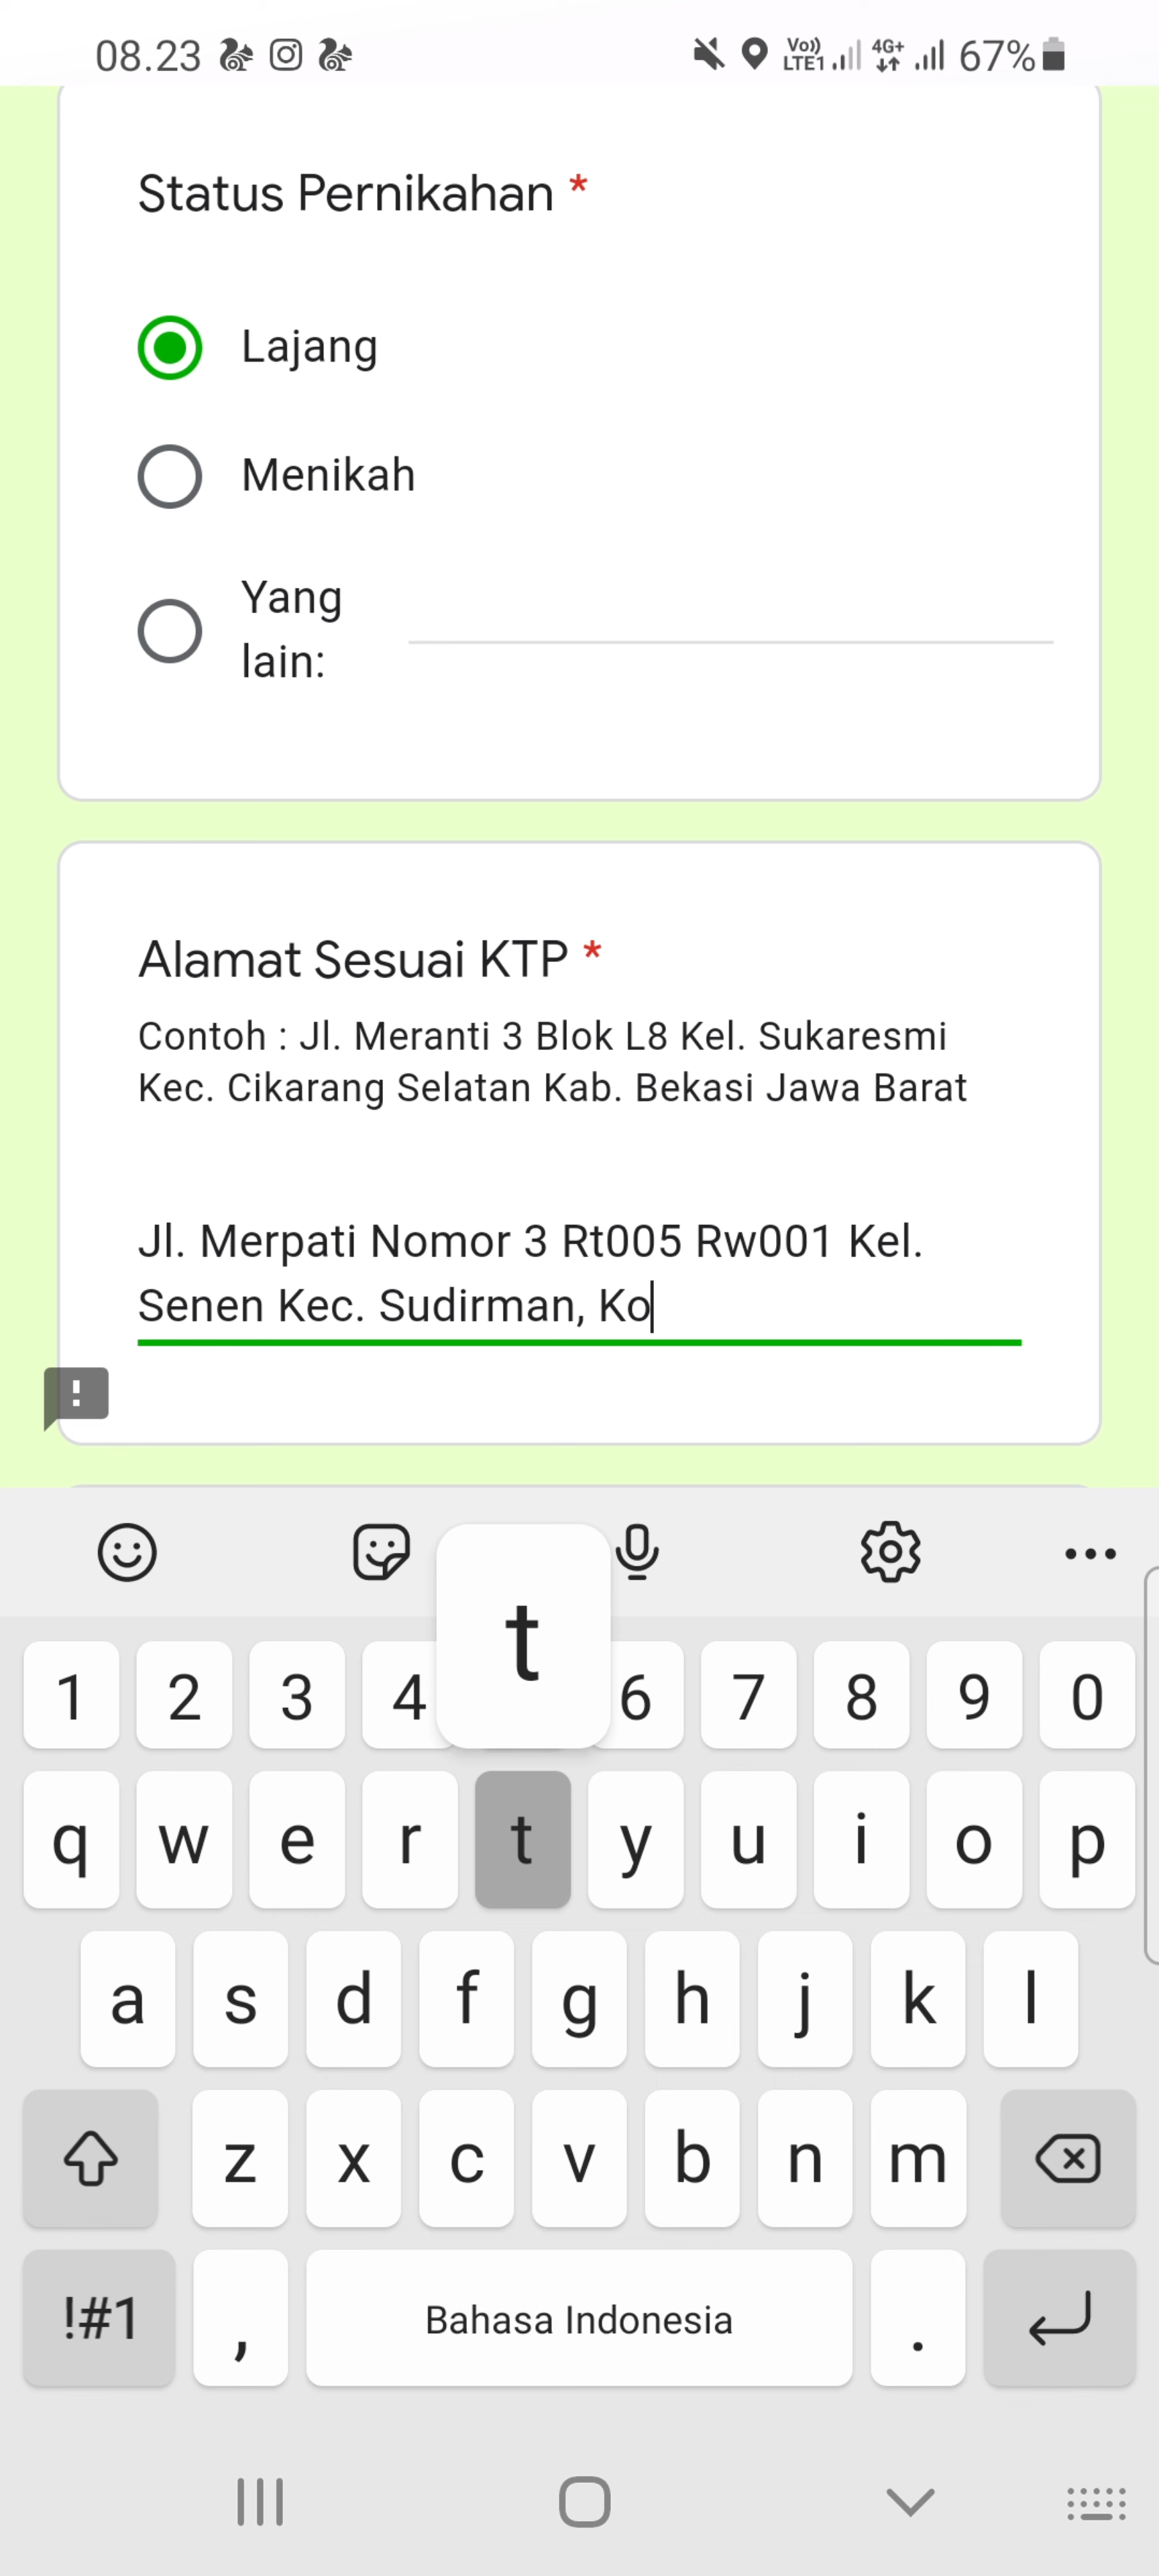 08.23 Vo)) LTE1 4G+ 67%
Status Pernikahan *
Lajang
Menikah
Yang
lain:
Alamat Sesuai KTP *
Contoh : Jl. Meranti 3 Blok L8 Kel. Sukaresmi
Kec. Cikarang Selatan Kab. Bekasi Jawa Barat
Jl. Merpati Nomor 3 Rt005 Rw001 Kel.
Senen Kec. Sudirman, Ko
!
t
1 2 3 4 6 7 8 9 0
q w e r t y u i o p
a s d f g h j k l
z x c v b n m
!#1 , Bahasa Indonesia .